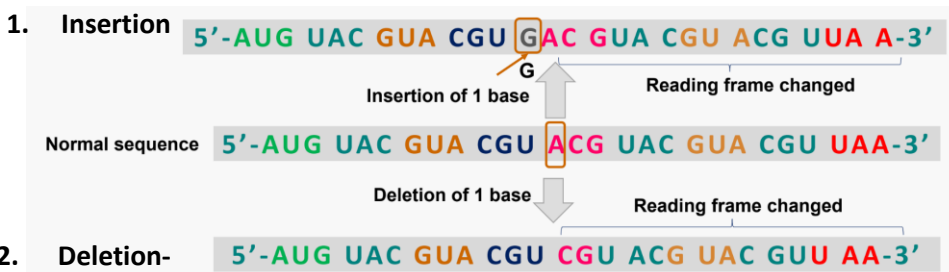 1. Insertion 5’-AUG UAC GUA CGU GAC GUA CGU ACG UUA A-3’
G
Reading frame changed
Insertion of 1 base
Normal sequence 5’-AUG UAC GUA CGU ACG UAC GUA CGU UAA-3’
Deletion of 1 base
Reading frame changed
2. Deletion- 5’-AUG UAC GUA CGU CGU ACG UAC GUU AA-3’